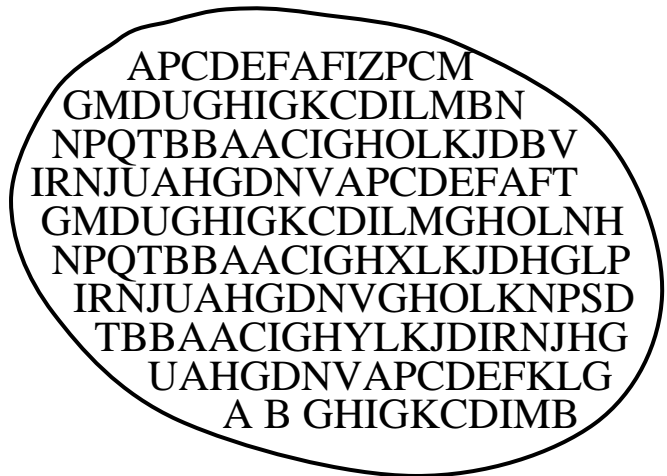 APCDEFAFIZPCM
GMDUGHIGKCDILMBN
NPQTBBAACIGHOLKJDBV
IRNJUAHGDNVAPCDEFAFT
GMDUGHIGKCDILMGHOLNH
NPQTBBAACIGHXLKJDHGLP
IRNJUAHGDNVGHOLKNPSD
TBBAACIGHYLKJDIRNJHG
UAHGDNVAPCDEFKLG
A B GHIGKCDIMB